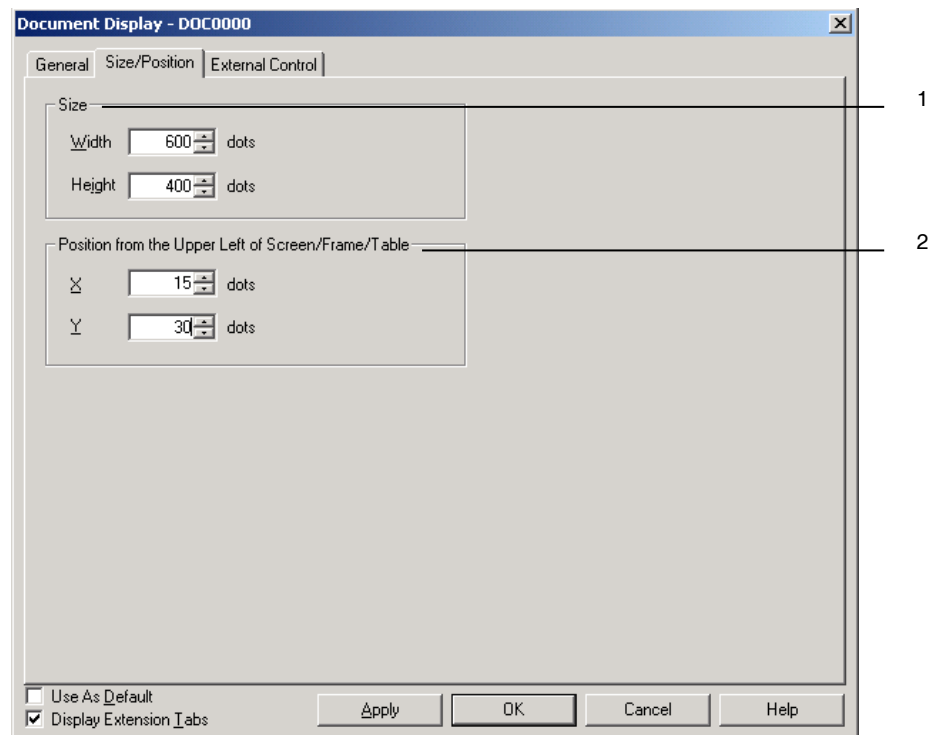 Document Display - DOC0000
General Size/Position External Control
Size 1
Width 600 dots
Height 400 dots
Position from the Upper Left of Screen/Frame/Table 2
X 15 dots
Y 30 dots
Use As Default
Display Extension Tabs
Apply OK Cancel Help